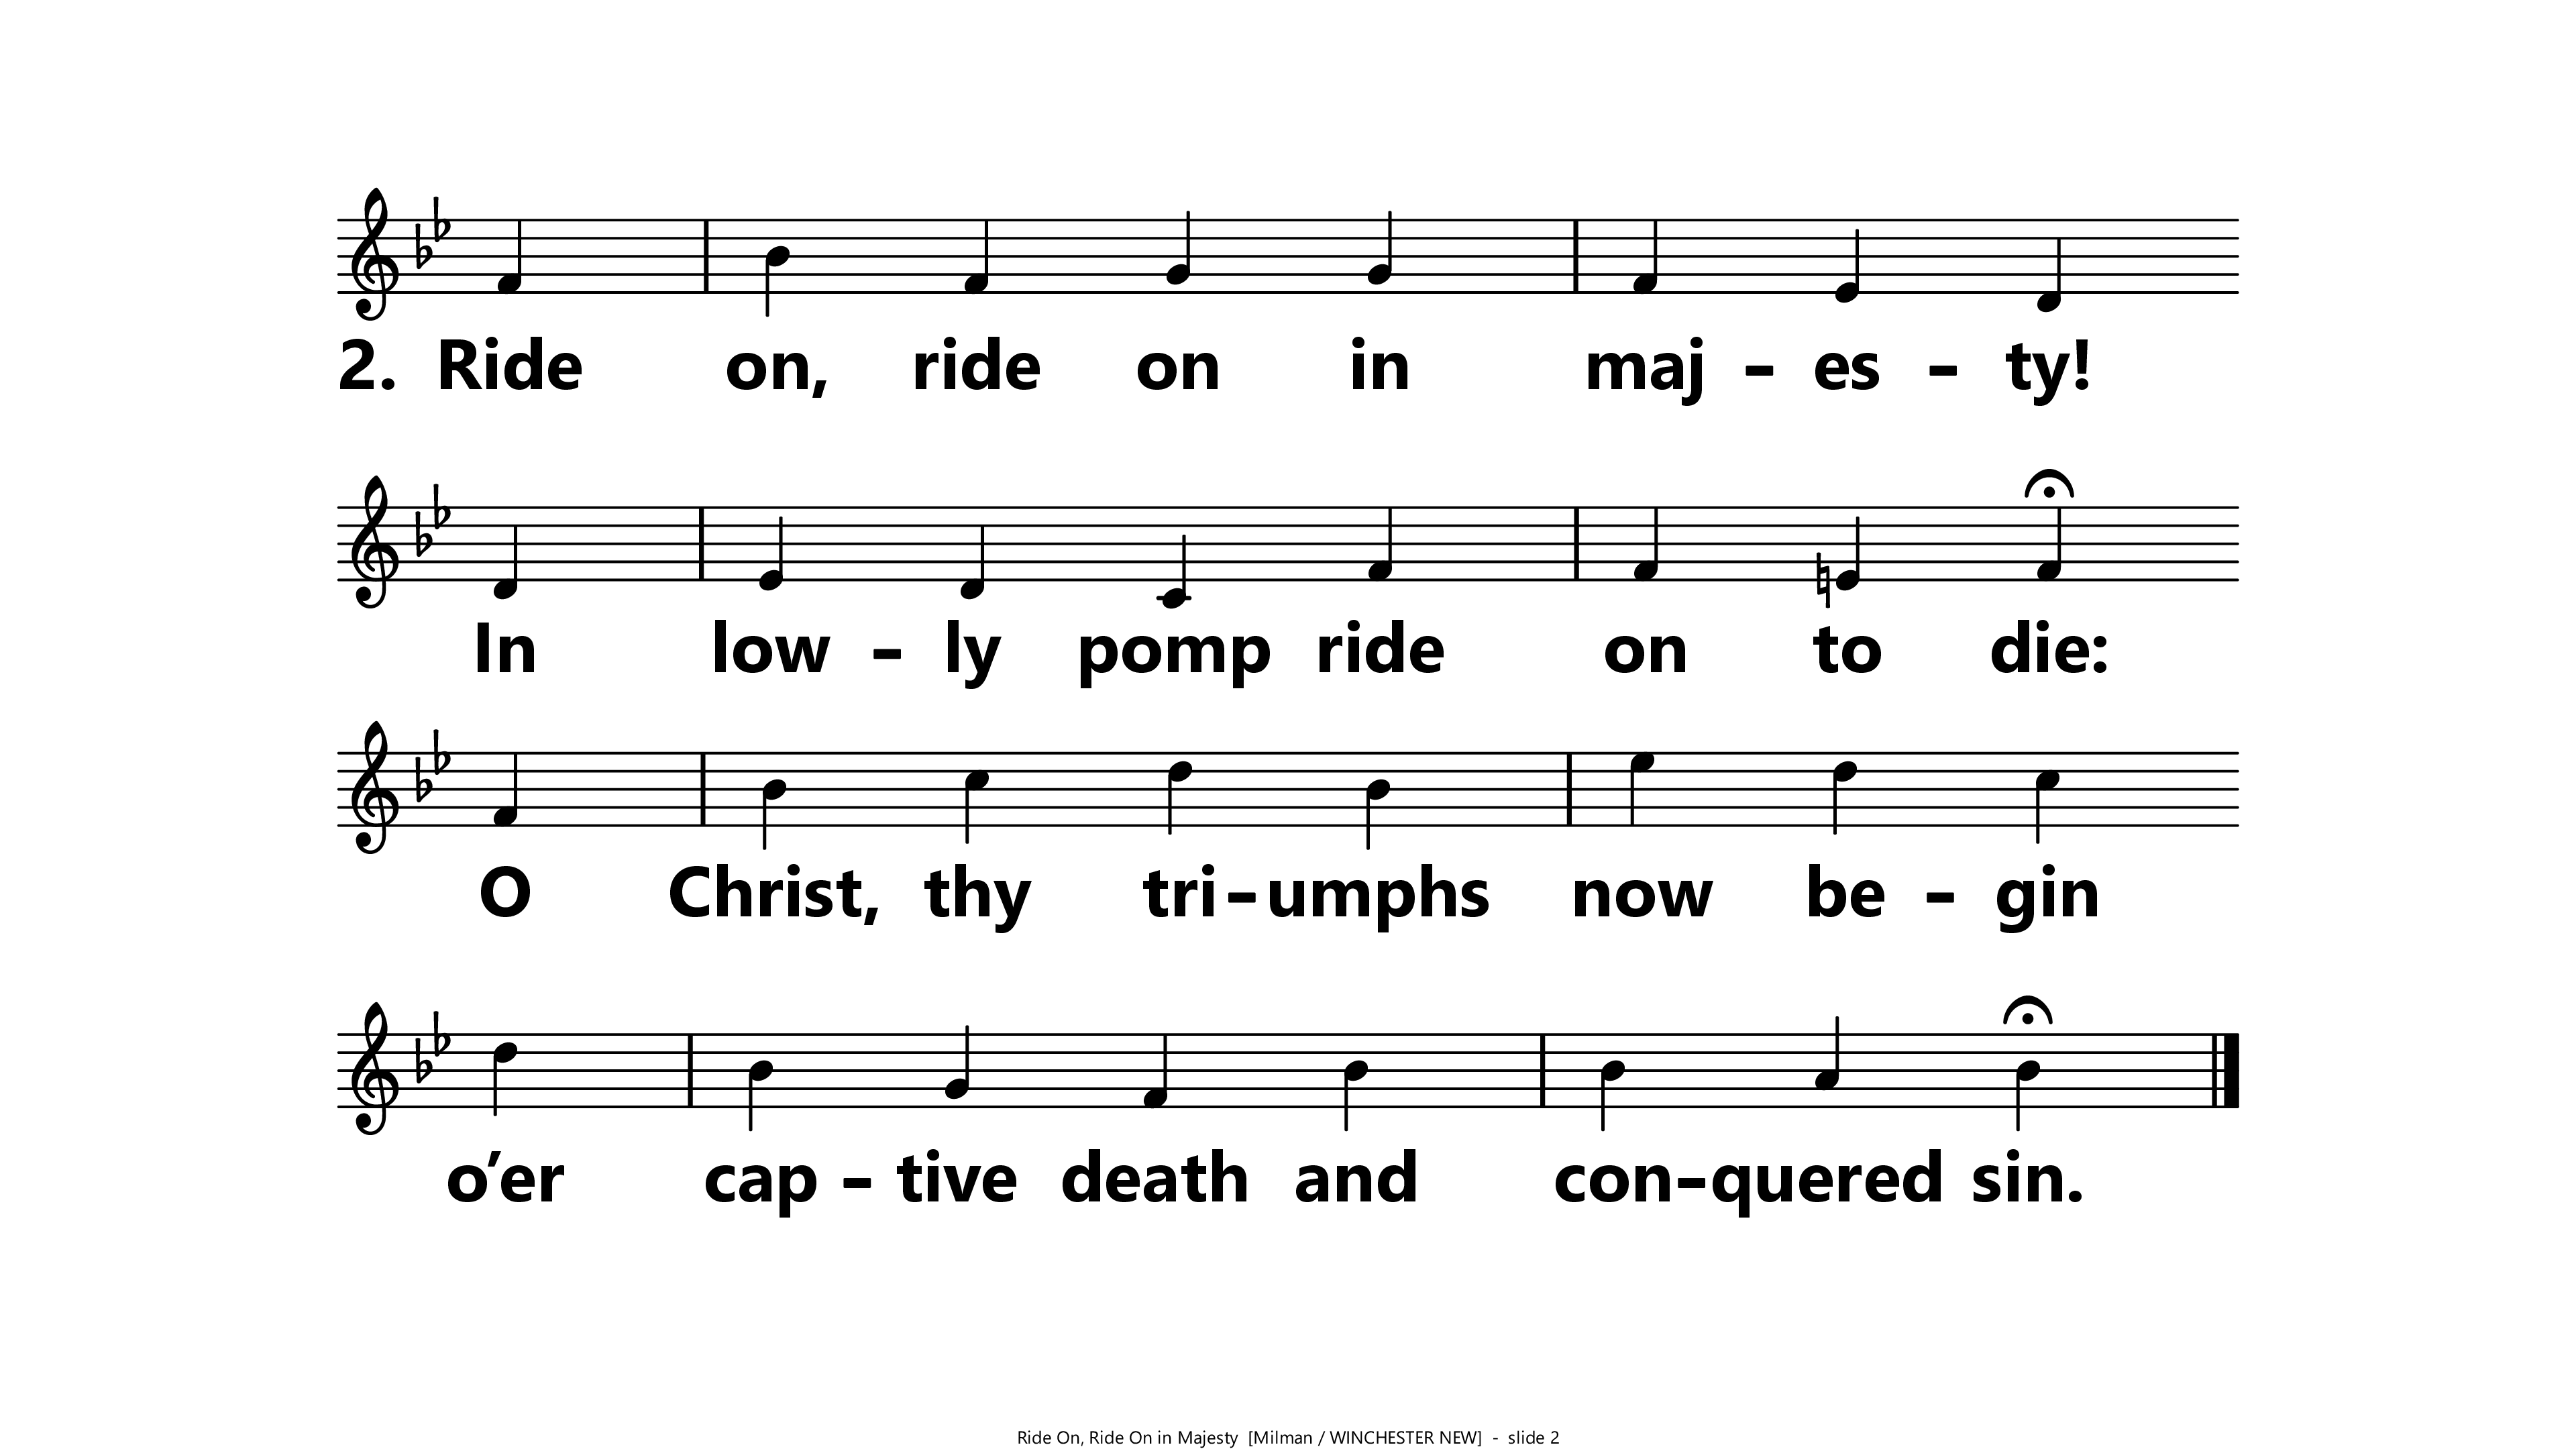 2. Ride on, ride on in maj - es - ty!
In low - ly pomp ride on to die:
O Christ, thy tri-umphs now be - gin
o’er cap - tive death and con-quered sin.
Ride On, Ride On in Majesty [Milman / WINCHESTER NEW] - slide 2